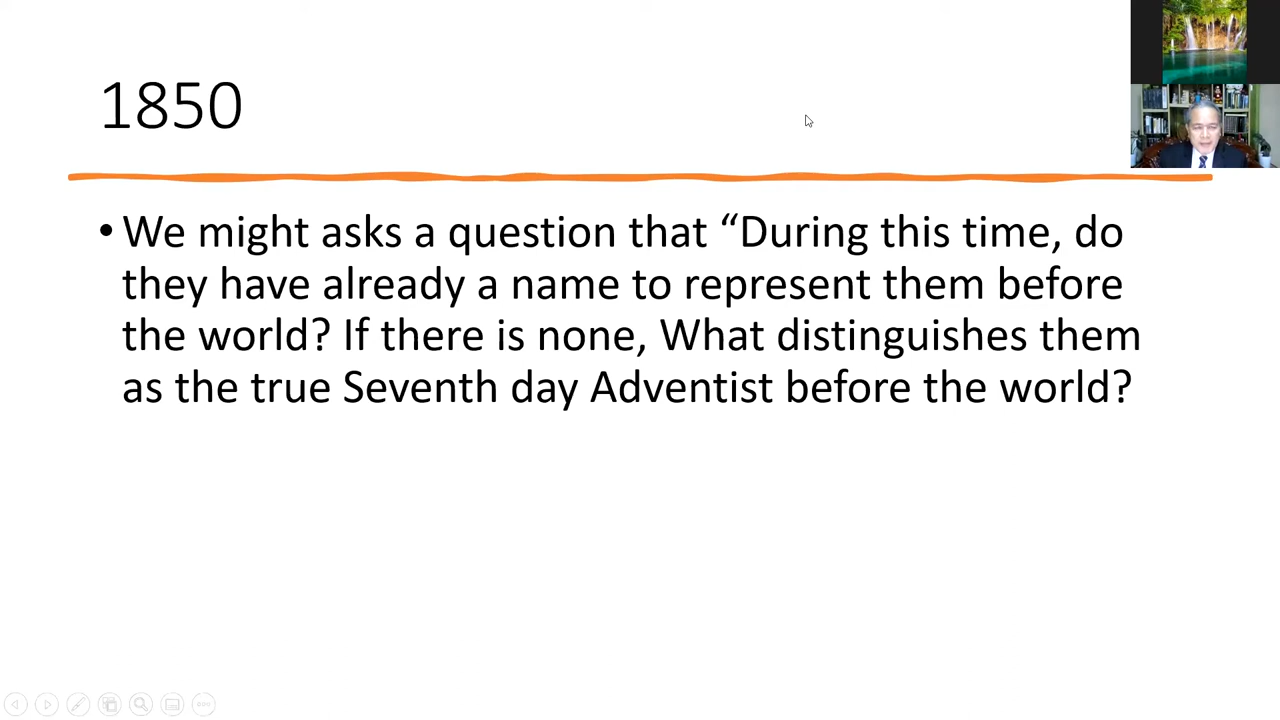 1850
• We might asks a question that “During this time, do
they have already a name to represent them before
the world? If there is none, What distinguishes them
as the true Seventh day Adventist before the world?